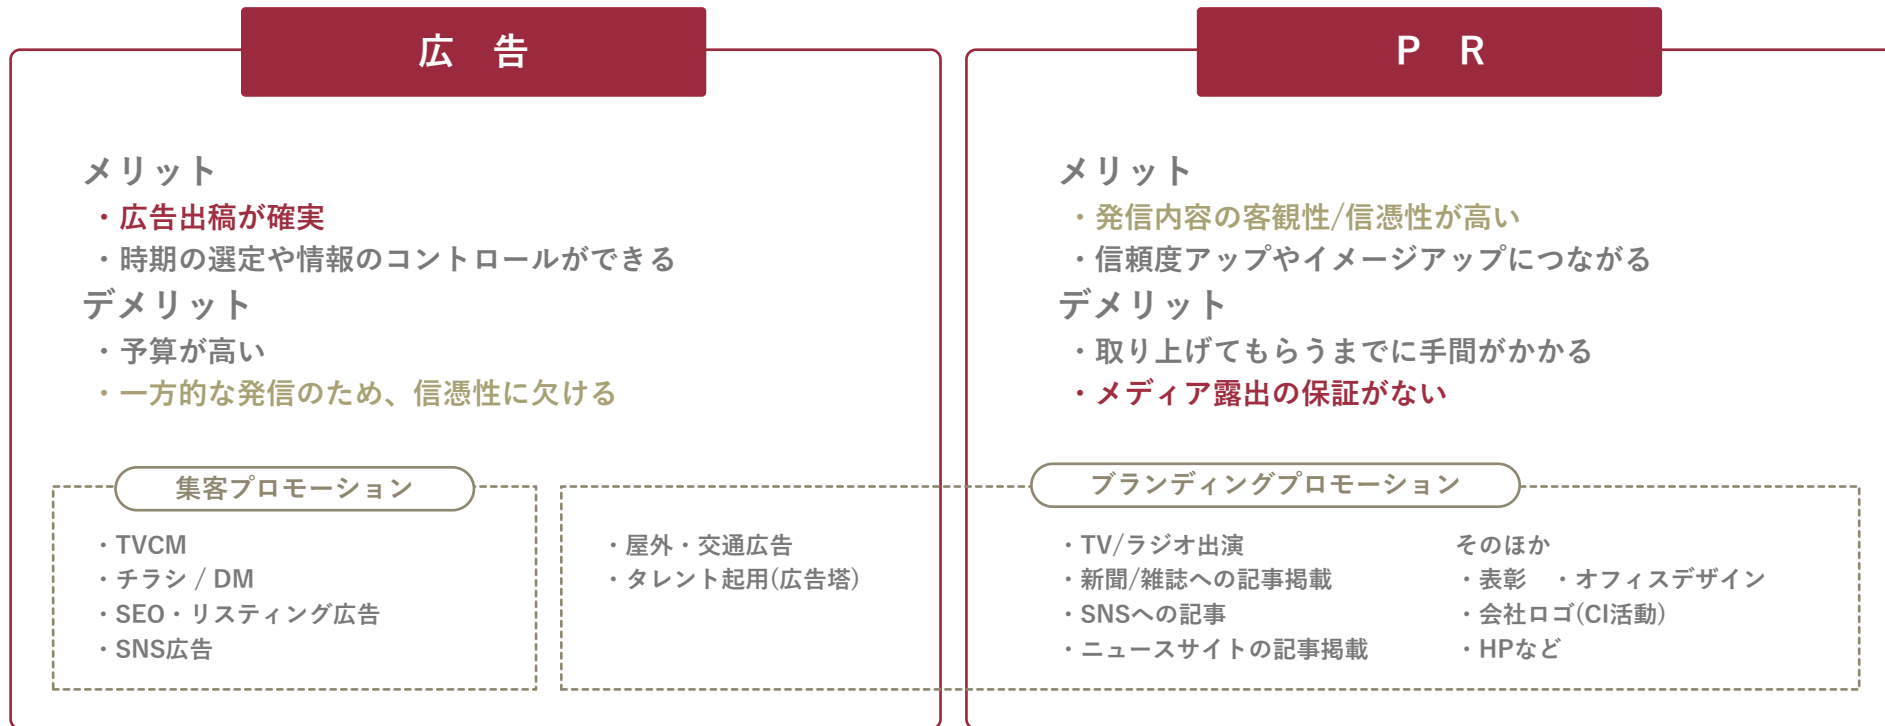 広 告
メリット
・広告出稿が確実
・時期の選定や情報のコントロールができる
デメリット
・予算が高い
・一方的な発信のため、信憑性に欠ける
P R
メリット
・発信内容の客観性/信憑性が高い
・信頼度アップやイメージアップにつながる
デメリット
・取り上げてもらうまでに手間がかかる
・メディア露出の保証がない
集客プロモーション
・TVCM
・チラシ / DM
・SEO・リスティング広告
・SNS広告
ブランディングプロモーション
・屋外・交通広告
・タレント起用(広告塔)
・TV/ラジオ出演
・新聞/雑誌への記事掲載
・SNSへの記事
・ニュースサイトの記事掲載
そのほか
・表彰 ・オフィスデザイン
・会社ロゴ(CI活動)
・HPなど